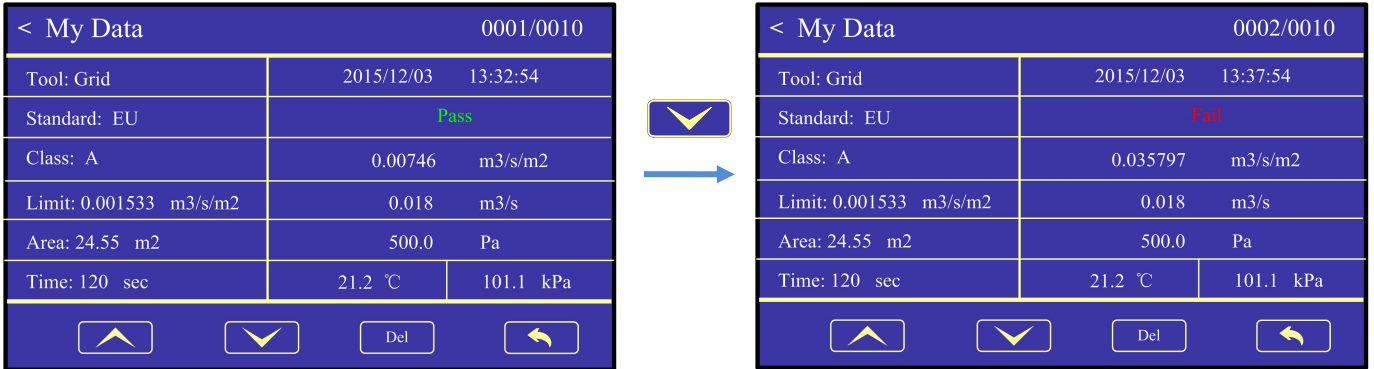 < My Data 0001/0010
Tool: Grid 2015/12/03 13:32:54
Standard: EU Pass
Class: A 0.00746 m3/s/m2
Limit: 0.001533 m3/s/m2 0.018 m3/s
Area: 24.55 m2 500.0 Pa
Time: 120 sec 21.2 ℃ 101.1 kPa
Del
< My Data 0002/0010
Tool: Grid 2015/12/03 13:37:54
Standard: EU Fail
Class: A 0.035797 m3/s/m2
Limit: 0.001533 m3/s/m2 0.018 m3/s
Area: 24.55 m2 500.0 Pa
Time: 120 sec 21.2 ℃ 101.1 kPa
Del